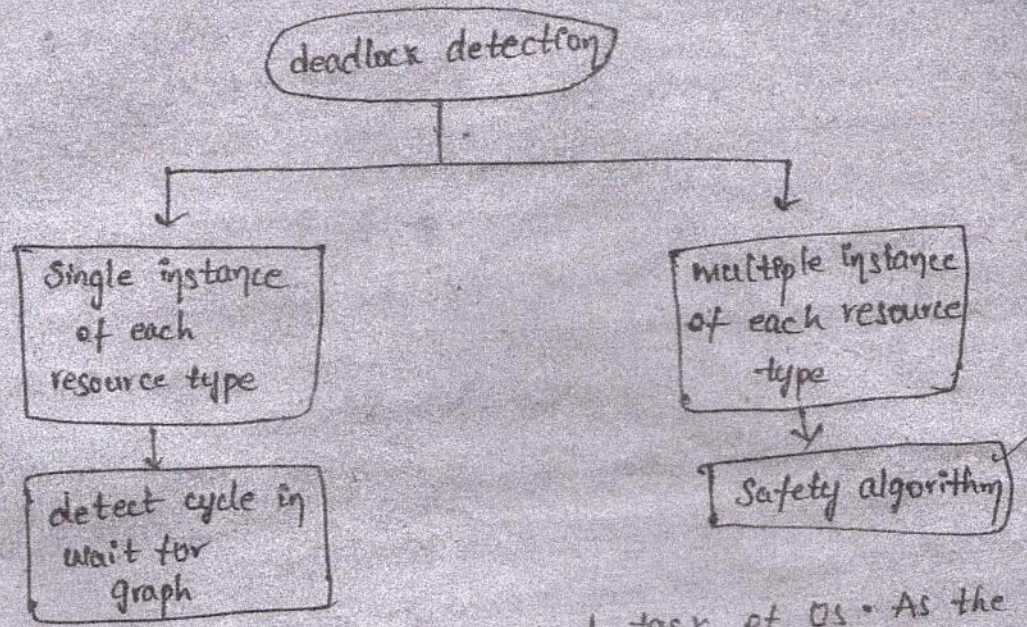 deadlock detection
Single instance
of each
resource type
multiple instance
of each resource
type
detect cycle in
wait for
graph
Safety algorithm
task of OS. As the